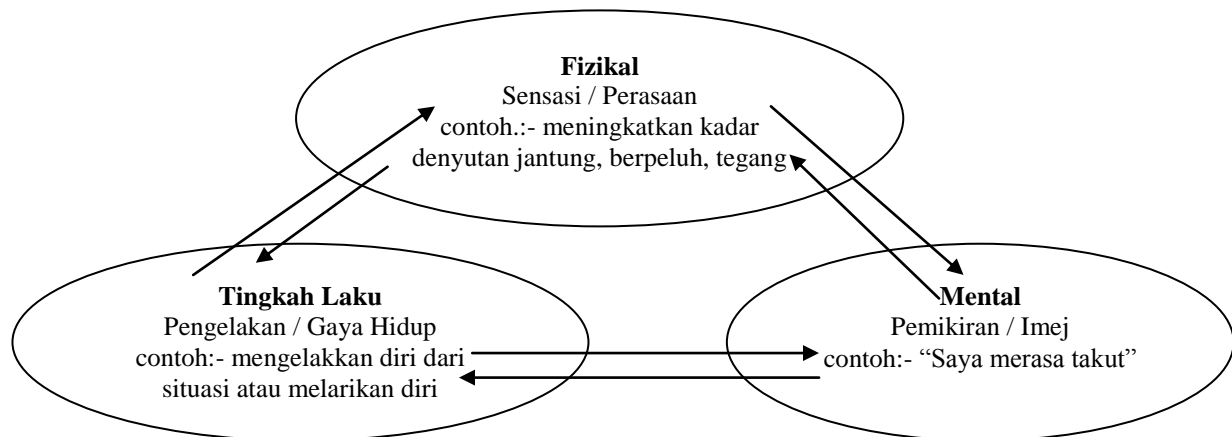 Fizikal
Sensasi / Perasaan
contoh.:- meningkatkan kadar
denyutan jantung, berpeluh, tegang
Tingkah Laku
Pengelakan / Gaya Hidup
contoh:- mengelakkan diri dari
situasi atau melarikan diri
Mental
Pemikiran / Imej
contoh:- “Saya merasa takut”